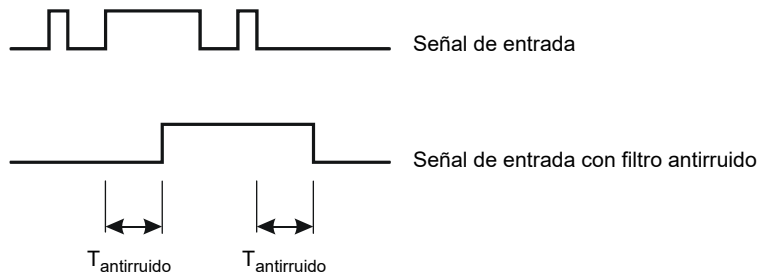 Señal de entrada
Señal de entrada con filtro antirruido
Tantirruido
Tantirruido